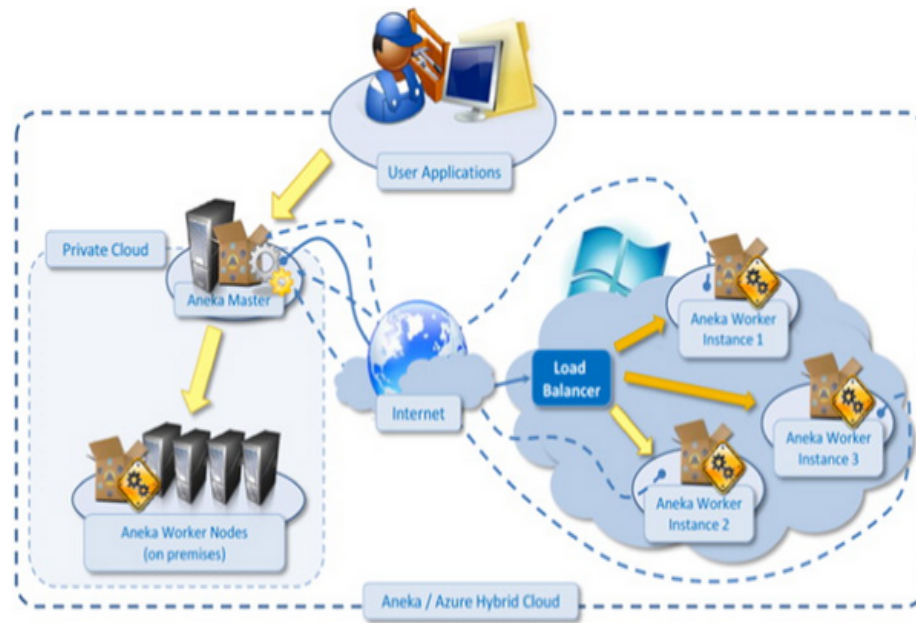 User Applications
Private Cloud
Aneka Master
Aneka Worker
Instance 1
Load
Balancer
Internet
Aneka Worker
Instance 3
Aneka Worker
Instance 2
Aneka Worker Nodes
(on premises)
Aneka / Azure Hybrid Cloud